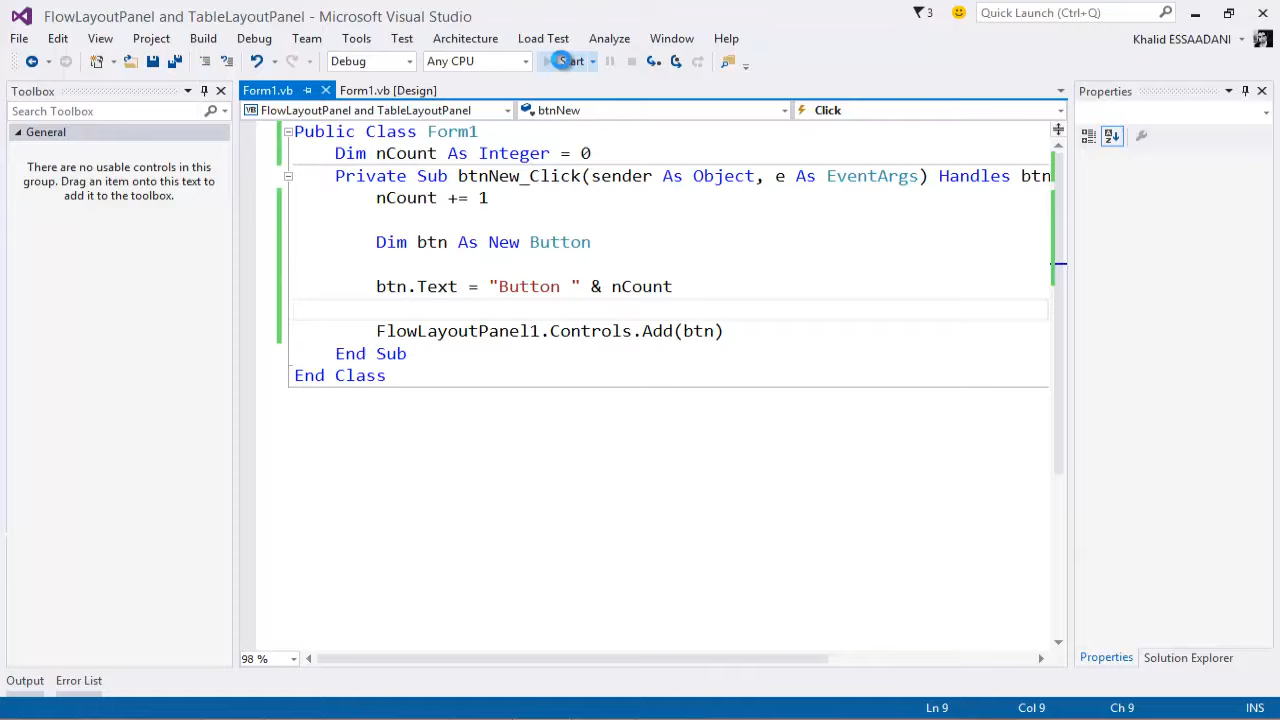 FlowLayoutPanel and TableLayoutPanel - Microsoft Visual Studio
3
Quick Launch (Ctrl+Q)
File Edit View Project Build Debug Team Tools Test Architecture Load Test Analyze Window Help
Khalid ESSAADANI
Debug
Any CPU
Start
Toolbox
Form1.vb
Form1.vb [Design]
Properties
Search Toolbox
FlowLayoutPanel and TableLayoutPanel
btnNew
Click
General
There are no usable controls in this
group. Drag an item onto this text to
add it to the toolbox.
Public Class Form1
Dim nCount As Integer = 0
Private Sub btnNew_Click(sender As Object, e As EventArgs) Handles btn
nCount += 1
Dim btn As New Button
btn.Text = "Button " & nCount
FlowLayoutPanel1.Controls.Add(btn)
End Sub
End Class
98 %
Properties
Solution Explorer
Output
Error List
Ln 9
Col 9
Ch 9
INS